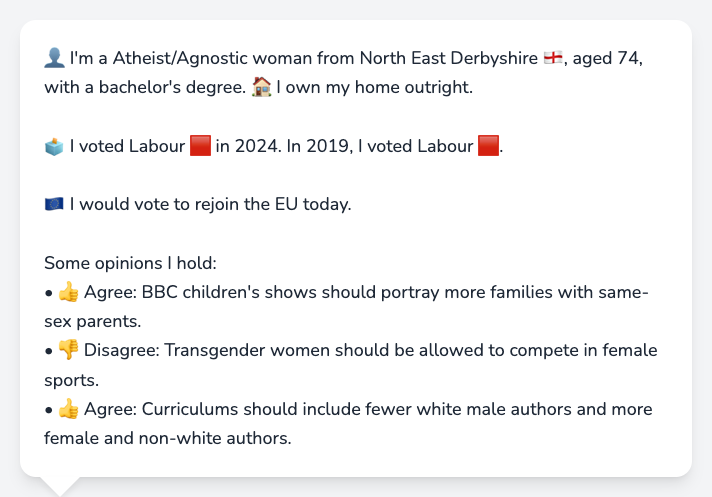 👤 I'm a Atheist/Agnostic woman from North East Derbyshire 🏴󠁧󠁢󠁥󠁮󠁧󠁿, aged 74,
with a bachelor's degree. 🏠 I own my home outright.
🗳️ I voted Labour 🟥 in 2024. In 2019, I voted Labour 🟥.
🇪🇺 I would vote to rejoin the EU today.
Some opinions I hold:
• 👍 Agree: BBC children's shows should portray more families with same-
sex parents.
• 👎 Disagree: Transgender women should be allowed to compete in female
sports.
• 👍 Agree: Curriculums should include fewer white male authors and more
female and non-white authors.